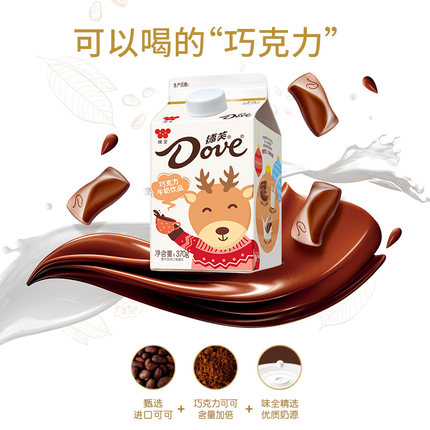 可以喝的“巧克力”
生产日期:
味全
德芙
Dove
巧克力
牛奶饮品
净含量:370g
甄选
进口可可
+
巧克力可可
含量加倍
+
味全精选
优质奶源